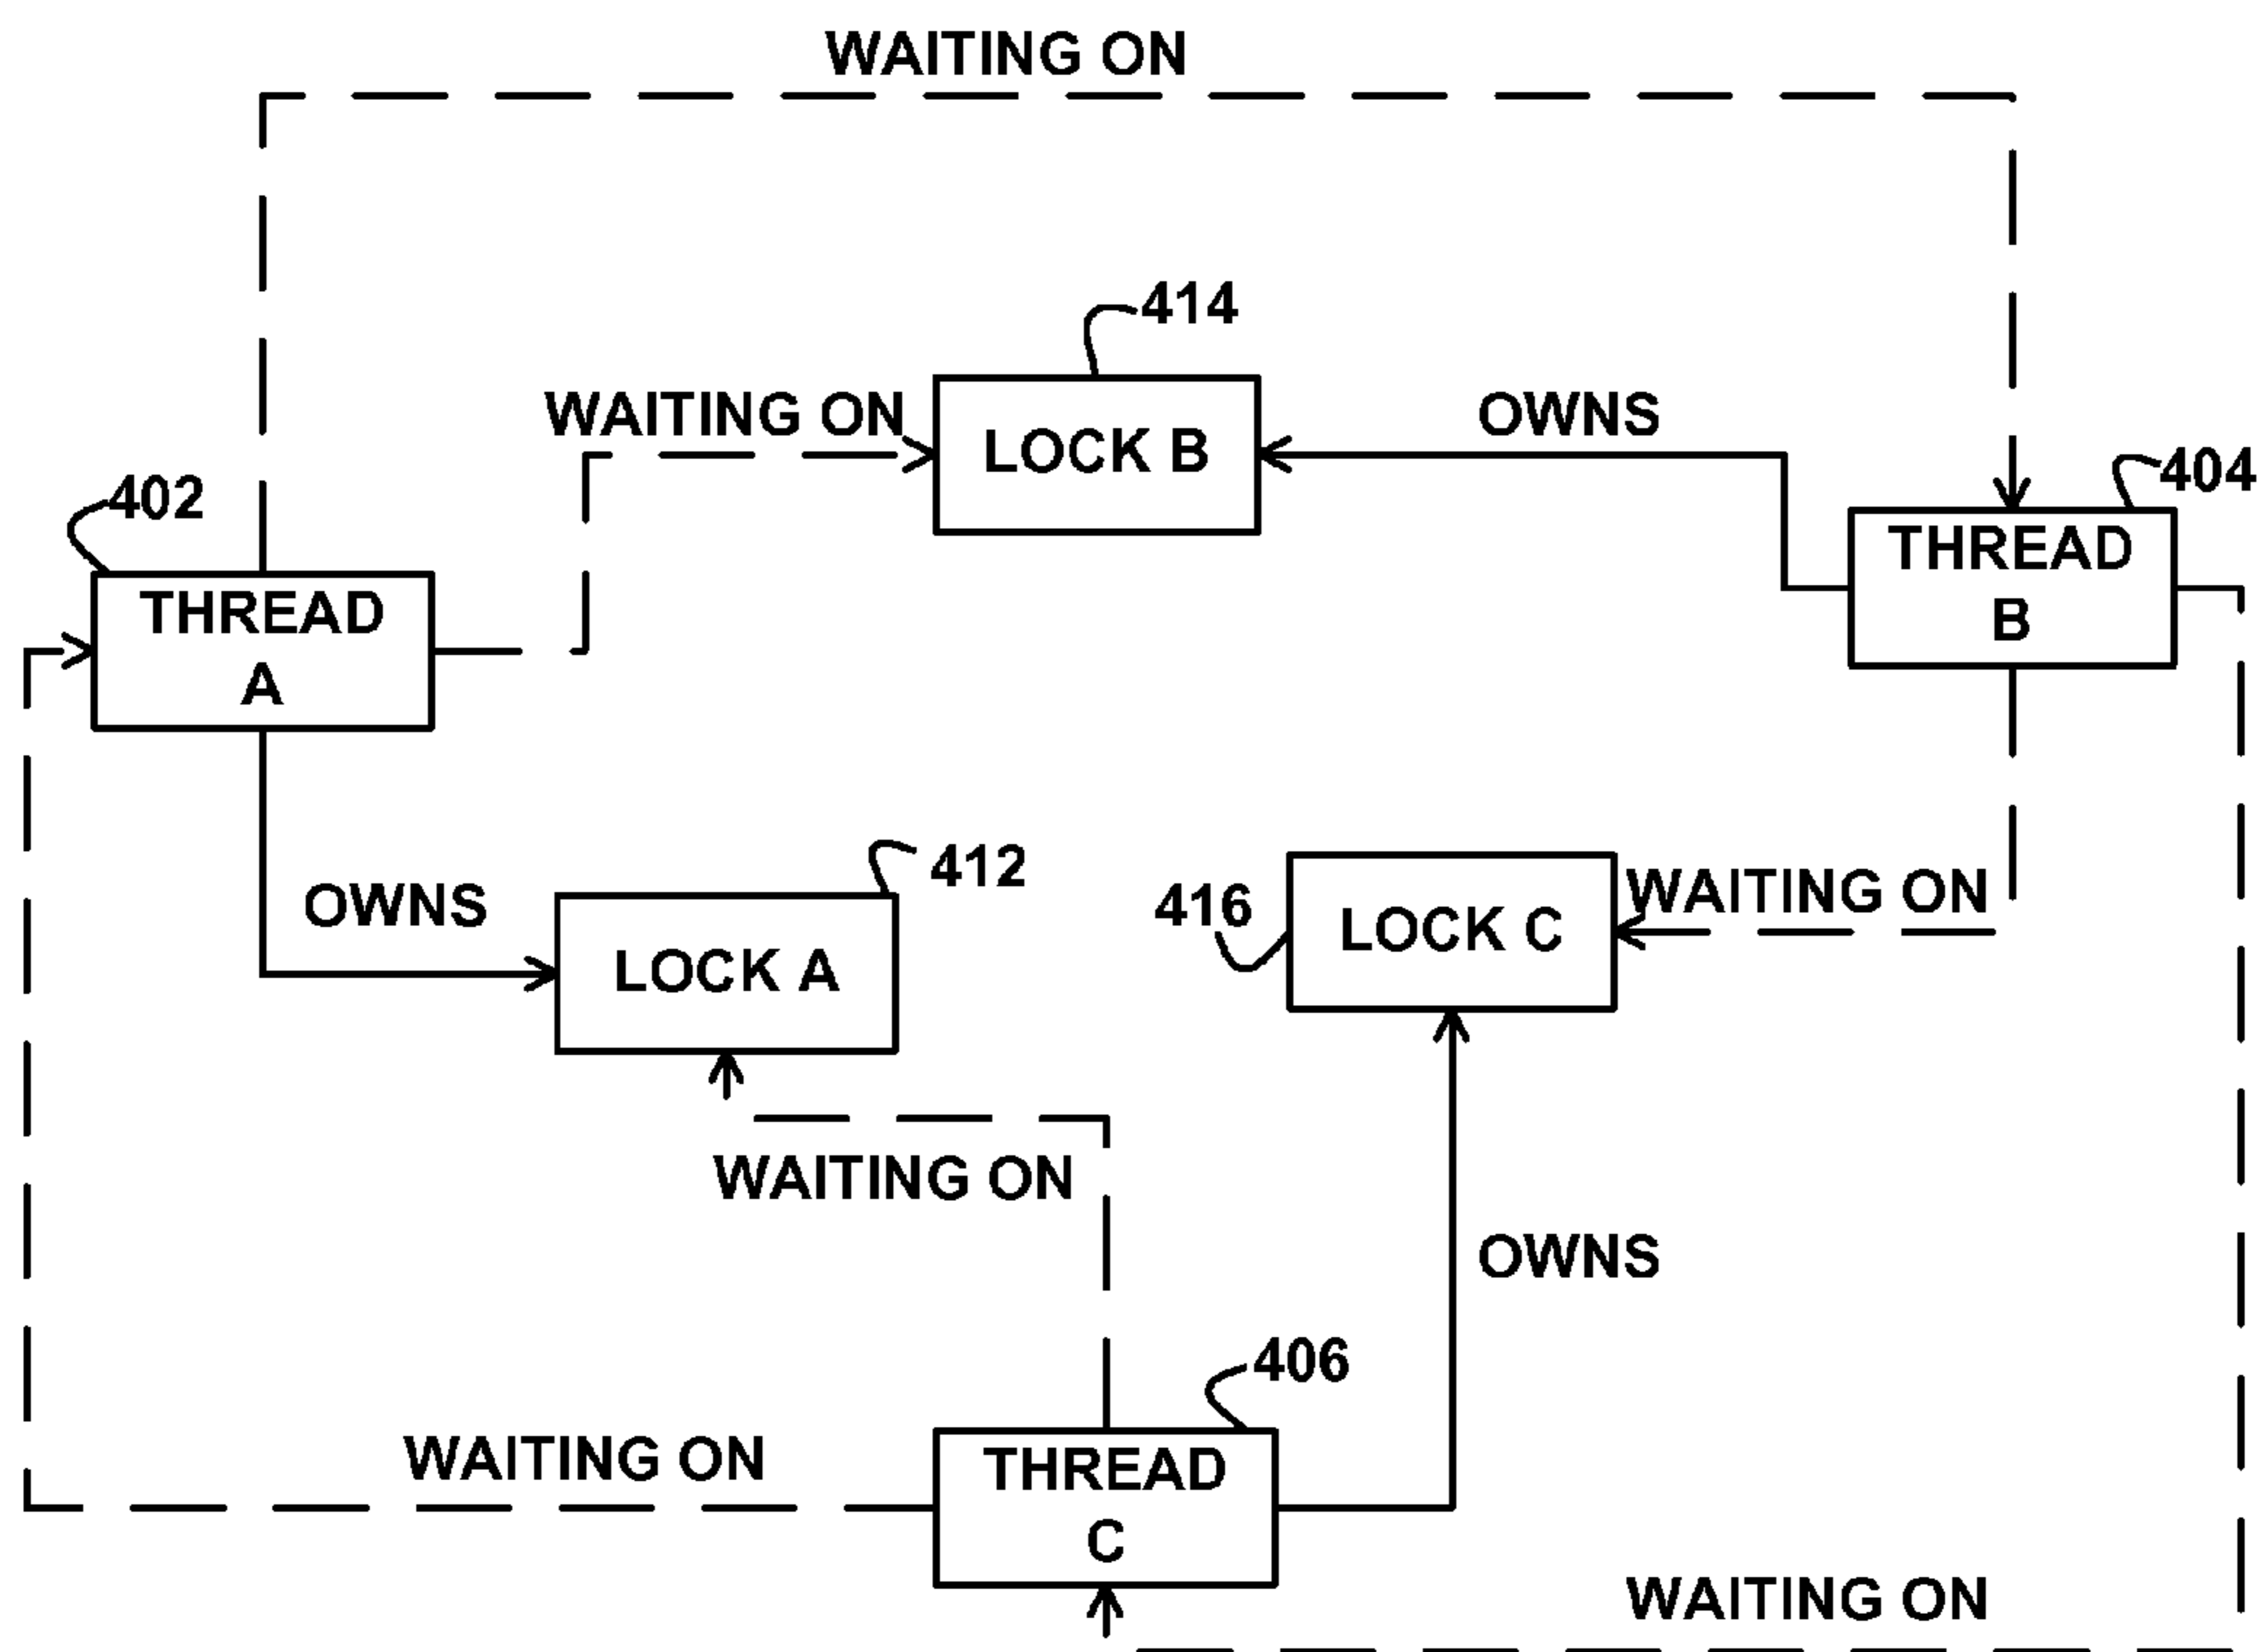 WAITING ON
414
WAITING ON
OWNS
LOCK B
404
402
THREAD
B
THREAD
A
412
OWNS
LOCK A
416
LOCK C
WAITING ON
WAITING ON
OWNS
406
WAITING ON
THREAD
C
WAITING ON